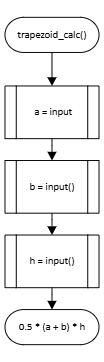 trapezoid_calc()
a = input
b = input()
h = input()
0.5 * (a + b) * h